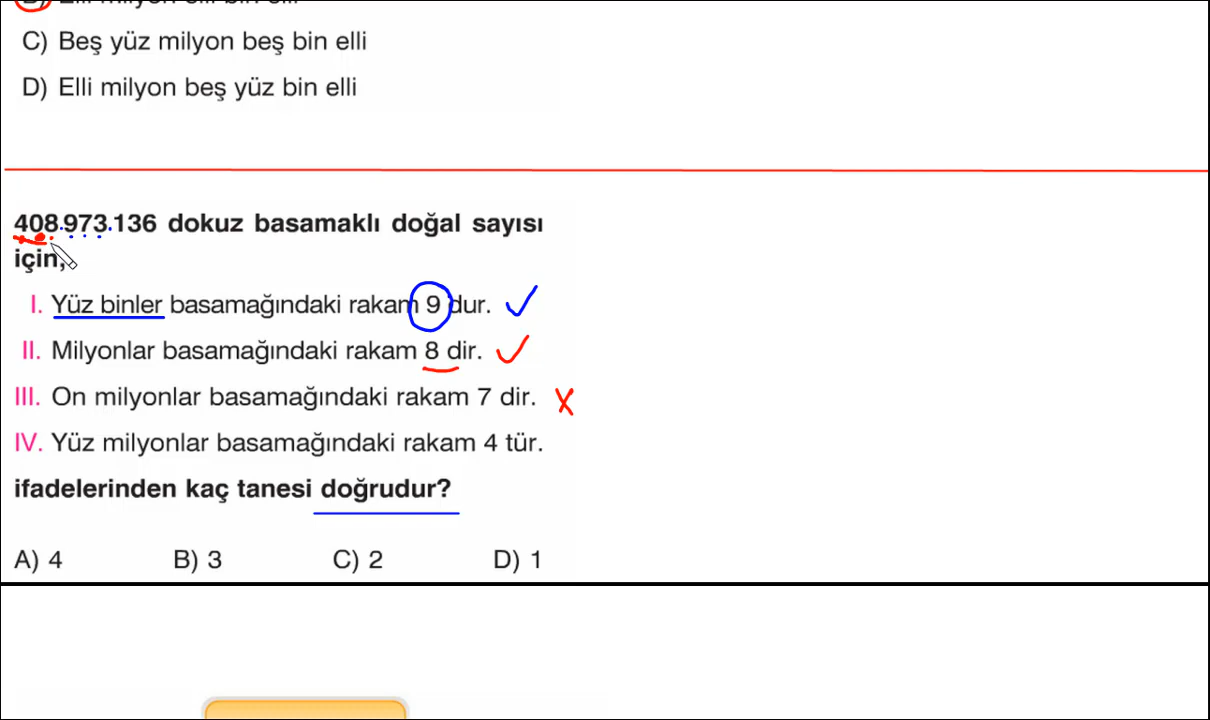 C) Beş yüz milyon beş bin elli
D) Elli milyon beş yüz bin elli
408.973.136 dokuz basamaklı doğal sayısı
için,
I. Yüz binler basamağındaki rakam 9 dur.
II. Milyonlar basamağındaki rakam 8 dir.
III. On milyonlar basamağındaki rakam 7 dir.
IV. Yüz milyonlar basamağındaki rakam 4 tür.
ifadelerinden kaç tanesi doğrudur?
A) 4 B) 3 C) 2 D) 1